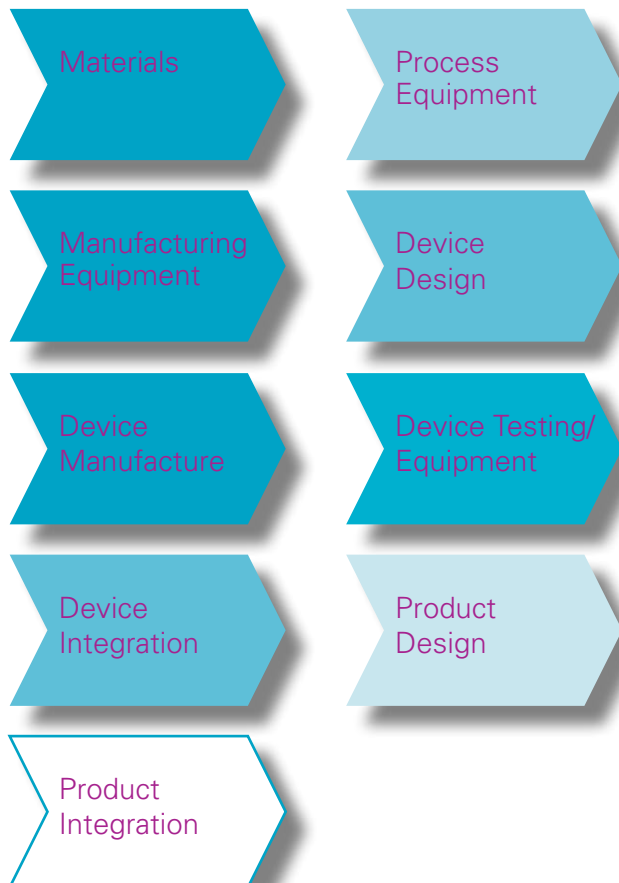 Materials
Process
Equipment
Manufacturing
Equipment
Device
Design
Device
Manufacture
Device Testing/
Equipment
Device
Integration
Product
Design
Product
Integration